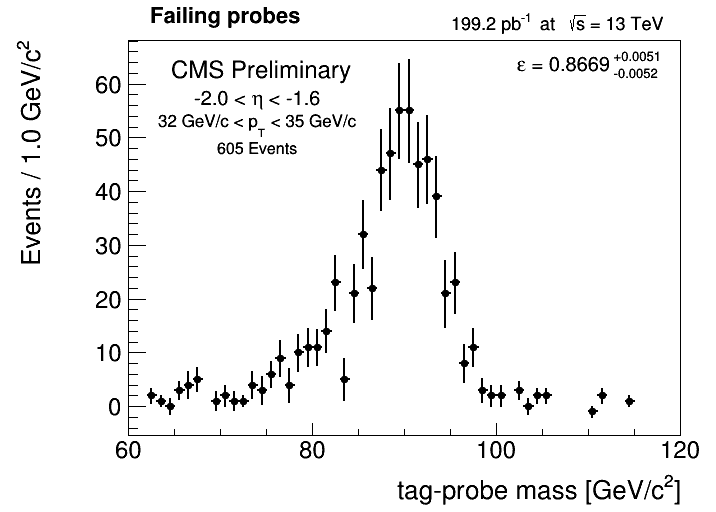 Failing probes
199.2 pb⁻¹ at √s = 13 TeV
CMS Preliminary
-2.0 < η < -1.6
32 GeV/c < p_T < 35 GeV/c
605 Events
ε = 0.8669 +0.0051 -0.0052
Events / 1.0 GeV/c²
60
50
40
30
20
10
0
60 80 100 120
tag-probe mass [GeV/c²]